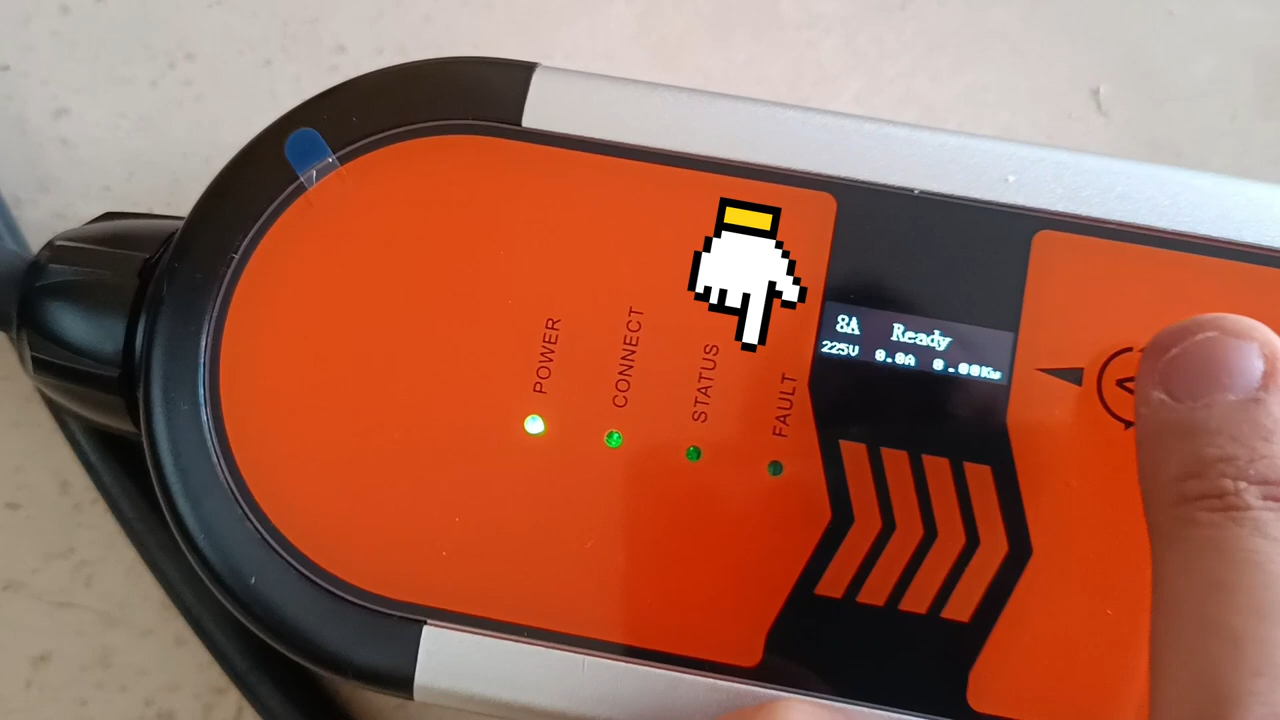 POWER
CONNECT
STATUS
FAULT
8A Ready
225V 0.0A 0.00Kw
A